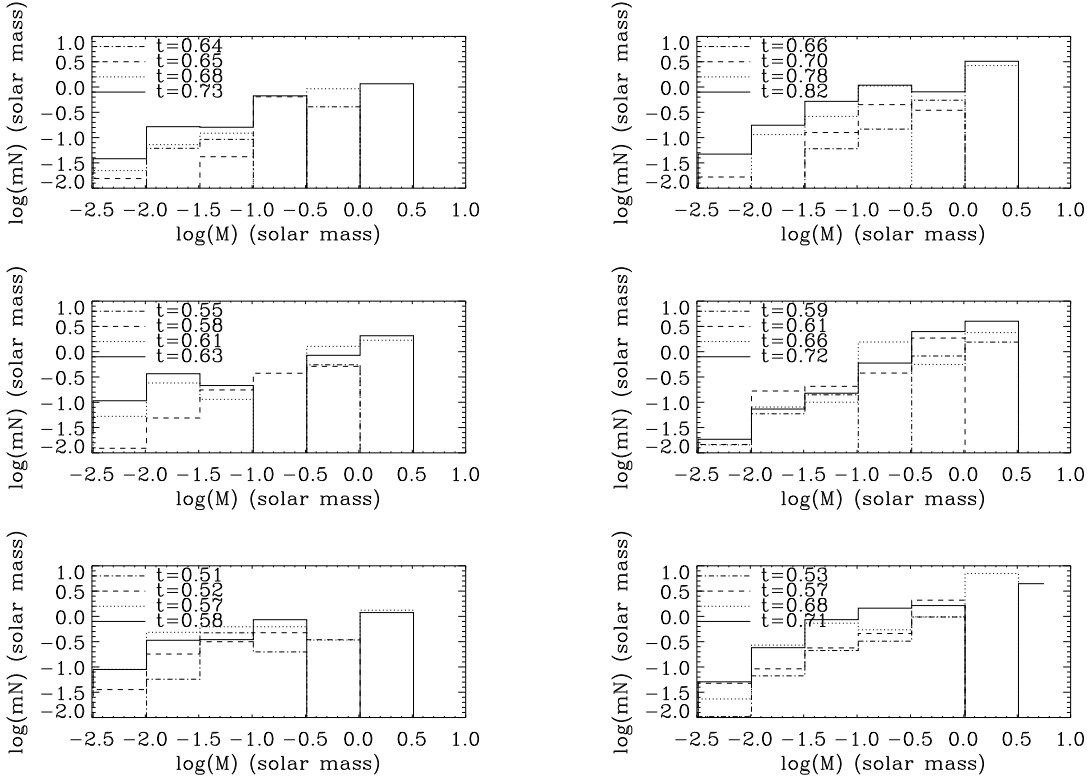 log(mN) (solar mass)
1.0
0.5
0.0
−0.5
−1.0
−1.5
−2.0
t=0.64
t=0.65
t=0.68
t=0.73
−2.5 −2.0 −1.5 −1.0 −0.5 0.0 0.5 1.0
log(M) (solar mass)
log(mN) (solar mass)
1.0
0.5
0.0
−0.5
−1.0
−1.5
−2.0
t=0.66
t=0.70
t=0.78
t=0.82
−2.5 −2.0 −1.5 −1.0 −0.5 0.0 0.5 1.0
log(M) (solar mass)
log(mN) (solar mass)
1.0
0.5
0.0
−0.5
−1.0
−1.5
−2.0
t=0.55
t=0.58
t=0.61
t=0.63
−2.5 −2.0 −1.5 −1.0 −0.5 0.0 0.5 1.0
log(M) (solar mass)
log(mN) (solar mass)
1.0
0.5
0.0
−0.5
−1.0
−1.5
−2.0
t=0.59
t=0.61
t=0.66
t=0.72
−2.5 −2.0 −1.5 −1.0 −0.5 0.0 0.5 1.0
log(M) (solar mass)
log(mN) (solar mass)
1.0
0.5
0.0
−0.5
−1.0
−1.5
−2.0
t=0.51
t=0.52
t=0.57
t=0.58
−2.5 −2.0 −1.5 −1.0 −0.5 0.0 0.5 1.0
log(M) (solar mass)
log(mN) (solar mass)
1.0
0.5
0.0
−0.5
−1.0
−1.5
−2.0
t=0.53
t=0.57
t=0.68
t=0.71
−2.5 −2.0 −1.5 −1.0 −0.5 0.0 0.5 1.0
log(M) (solar mass)